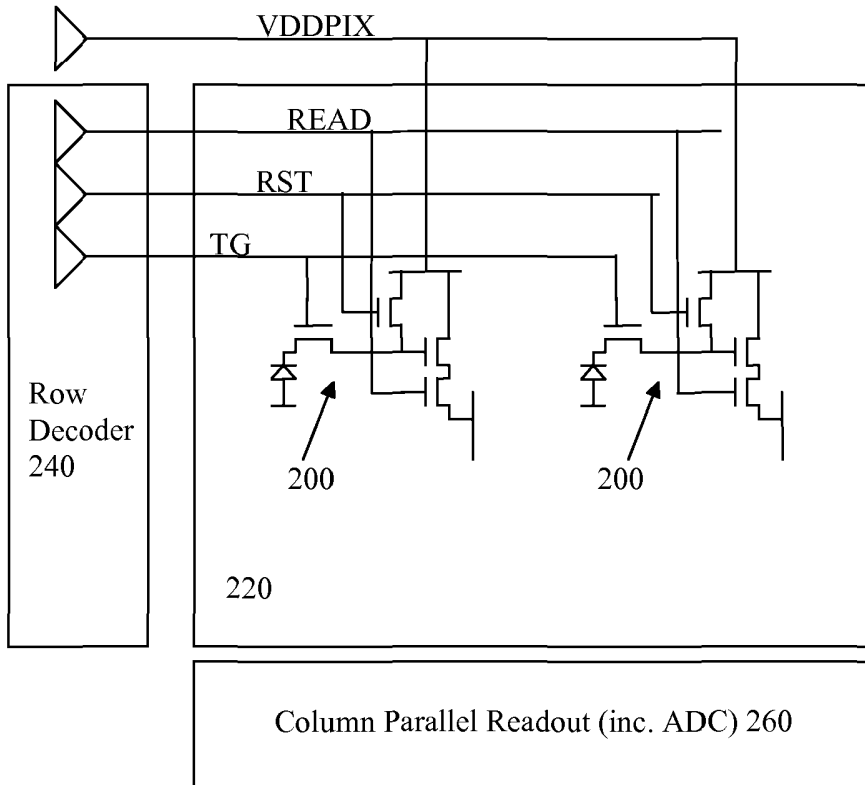 VDDPIX
READ
RST
TG
Row
Decoder
240
200
200
220
Column Parallel Readout (inc. ADC) 260